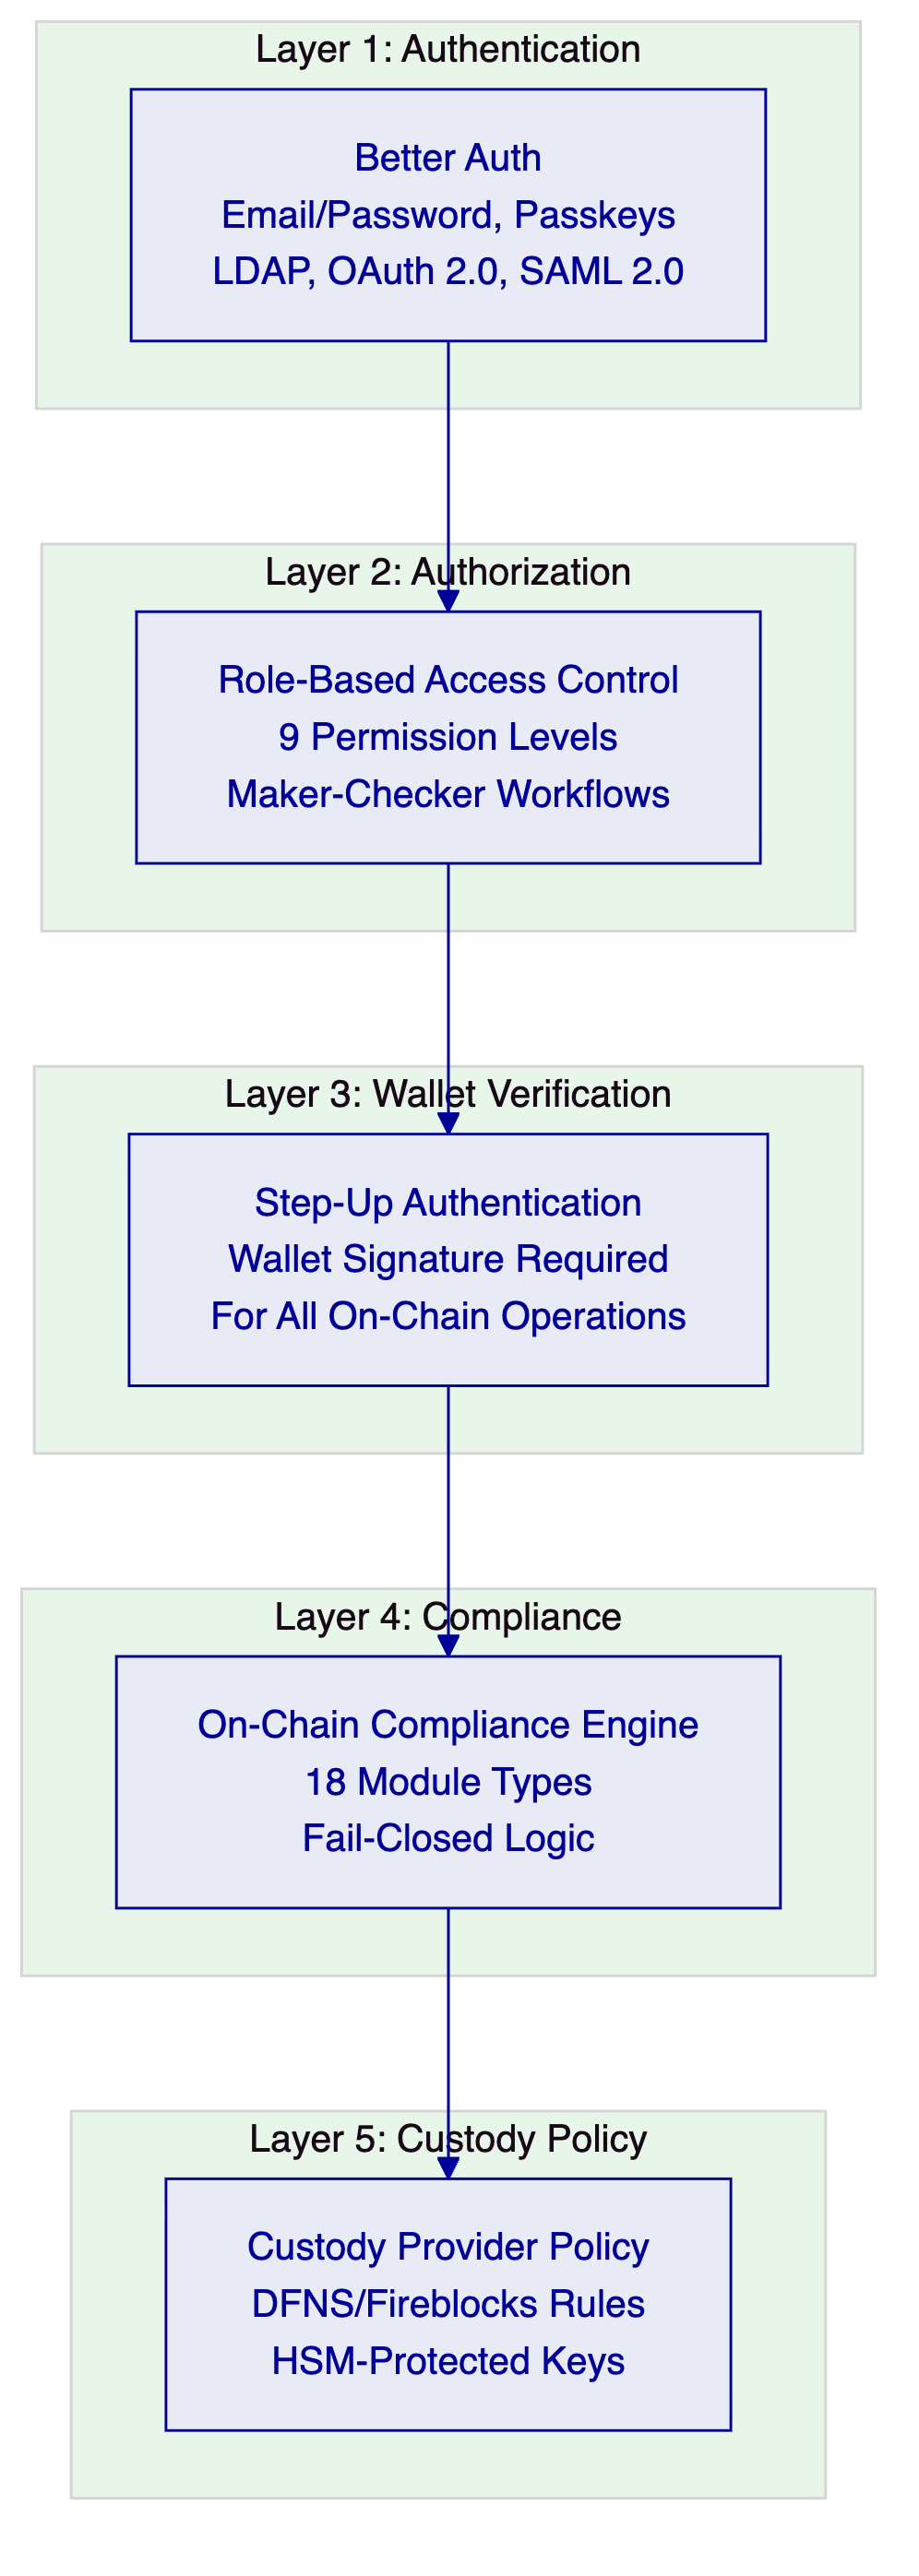 Layer 1: Authentication
Better Auth
Email/Password, Passkeys
LDAP, OAuth 2.0, SAML 2.0
Layer 2: Authorization
Role-Based Access Control
9 Permission Levels
Maker-Checker Workflows
Layer 3: Wallet Verification
Step-Up Authentication
Wallet Signature Required
For All On-Chain Operations
Layer 4: Compliance
On-Chain Compliance Engine
18 Module Types
Fail-Closed Logic
Layer 5: Custody Policy
Custody Provider Policy
DFNS/Fireblocks Rules
HSM-Protected Keys